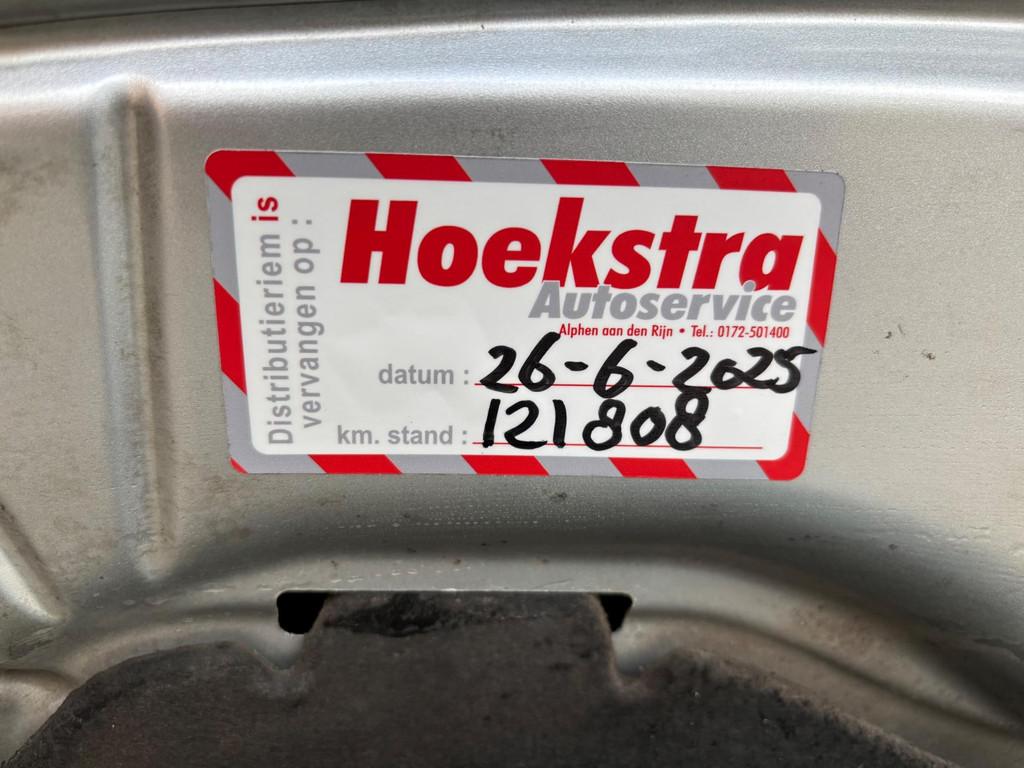 Distributieriem is
vervangen op :
Hoekstra
Autoservice
Alphen aan den Rijn • Tel.: 0172-501400
datum : 26-6-2025
km. stand : 121808